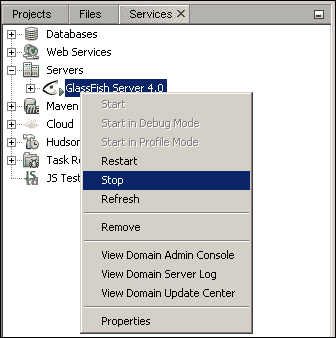 Projects Files Services
Databases
Web Services
Servers
GlassFish Server 4.0
Maven
Cloud
Hudson
Task Re
JS Test
Start
Start in Debug Mode
Start in Profile Mode
Restart
Stop
Refresh
Remove
View Domain Admin Console
View Domain Server Log
View Domain Update Center
Properties